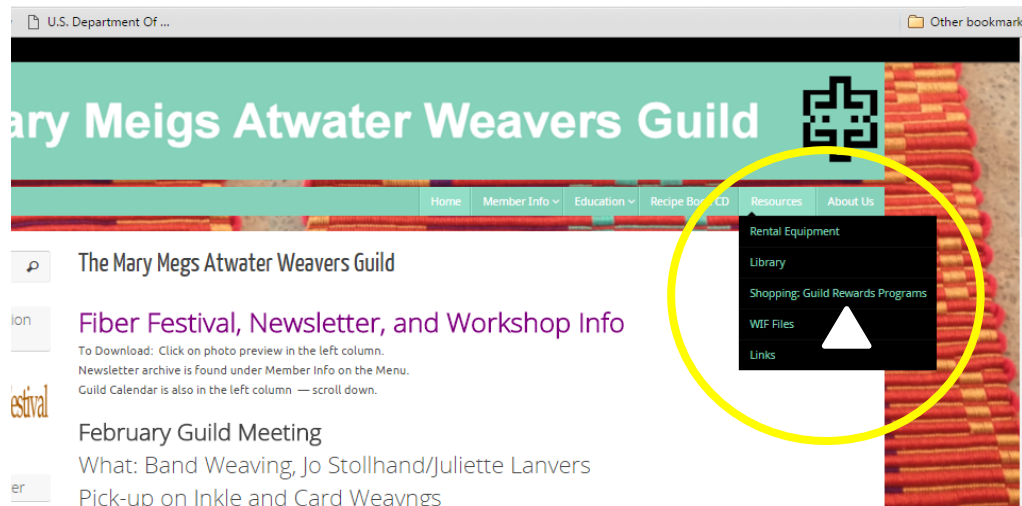 U.S. Department Of ...
Other bookmark
ary Meigs Atwater Weavers Guild
Home Member Info Education Recipe Book CD Resources About Us
Rental Equipment
Library
Shopping: Guild Rewards Programs
WIF Files
Links
The Mary Megs Atwater Weavers Guild
ion
Fiber Festival, Newsletter, and Workshop Info
To Download: Click on photo preview in the left column.
Newsletter archive is found under Member Info on the Menu.
Guild Calendar is also in the left column — scroll down.
estival
February Guild Meeting
What: Band Weaving, Jo Stollhand/Juliette Lanvers
er
Pick-up on Inkle and Card Weavngs